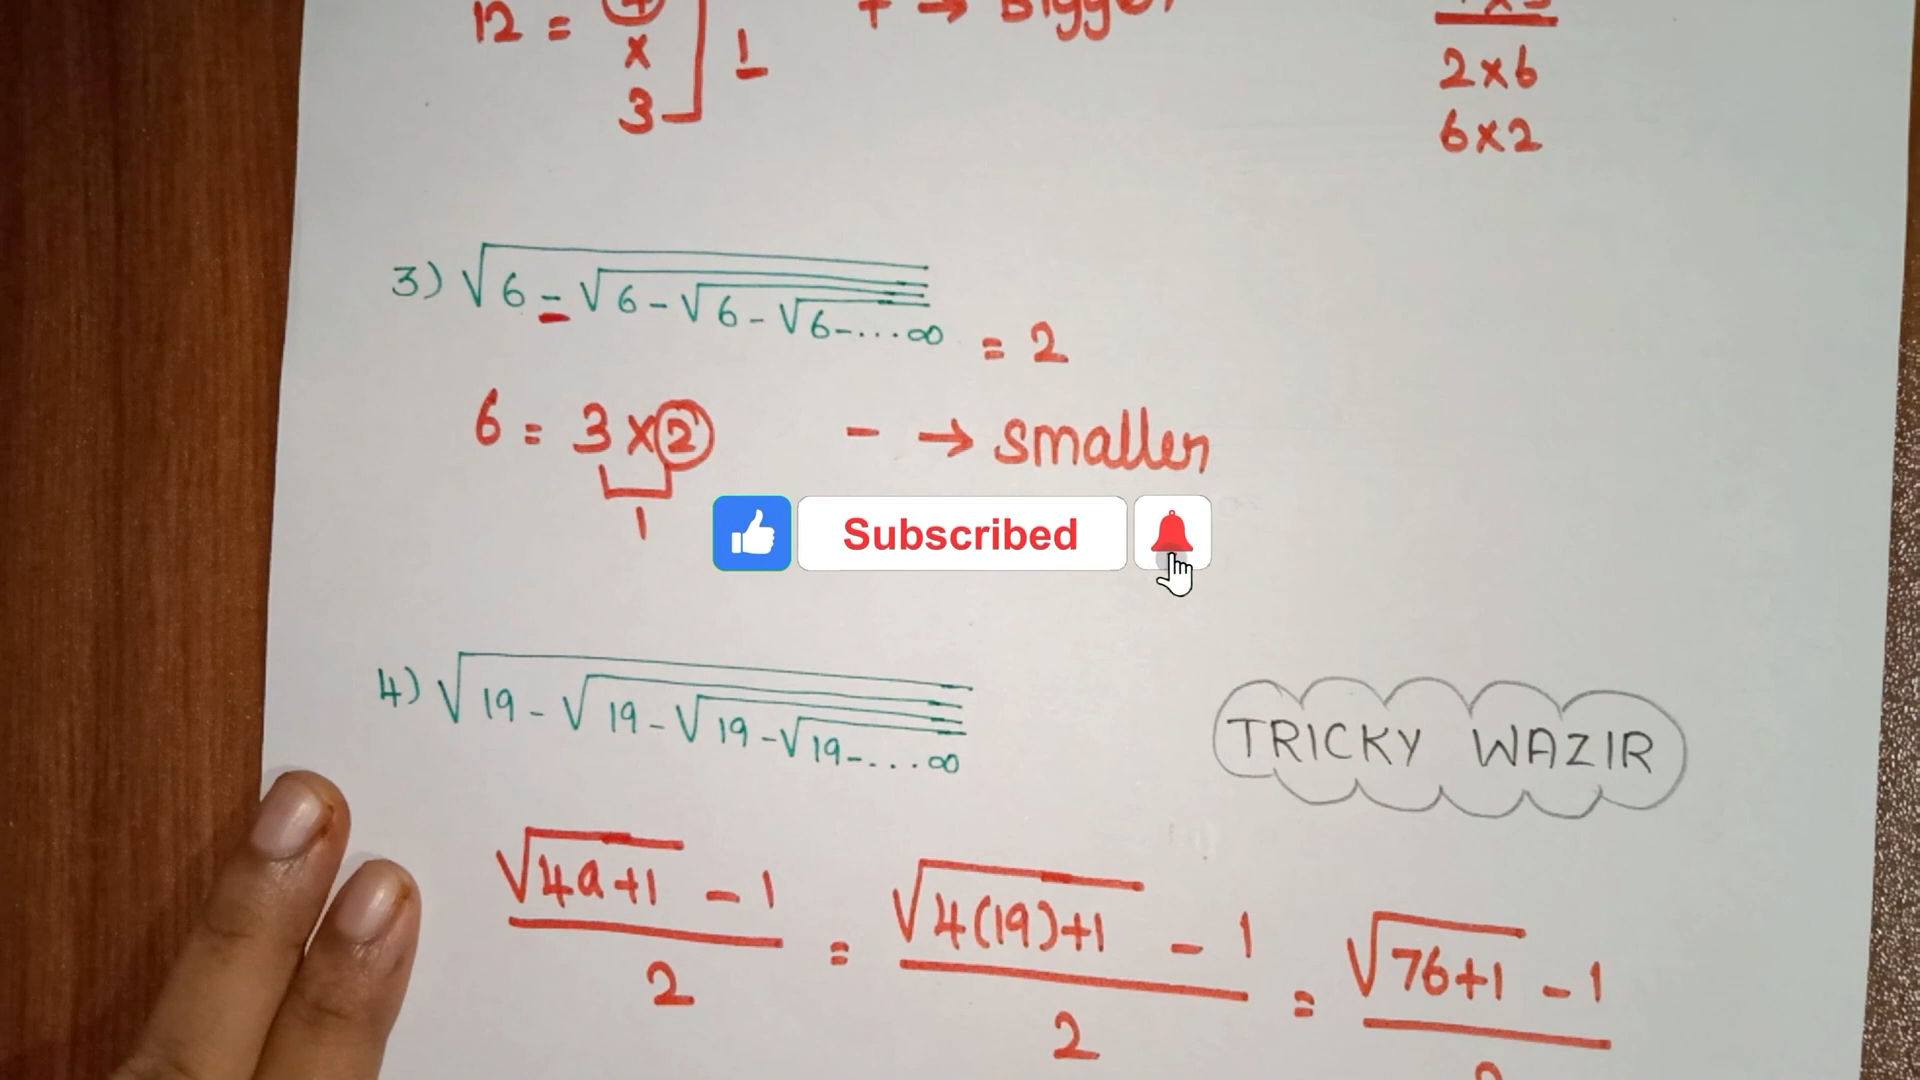 12 = 4 + → Bigger
x 1
3
2x6
6x2
3) √6 - √6 - √6 - √6 - ... ∞ = 2
6 = 3 x 2 - → smaller
1
Subscribed
4) √19 - √19 - √19 - √19 - ... ∞
TRICKY WAZIR
√4a+1 - 1 / 2 = √4(19)+1 - 1 / 2 = √76+1 - 1 / 2